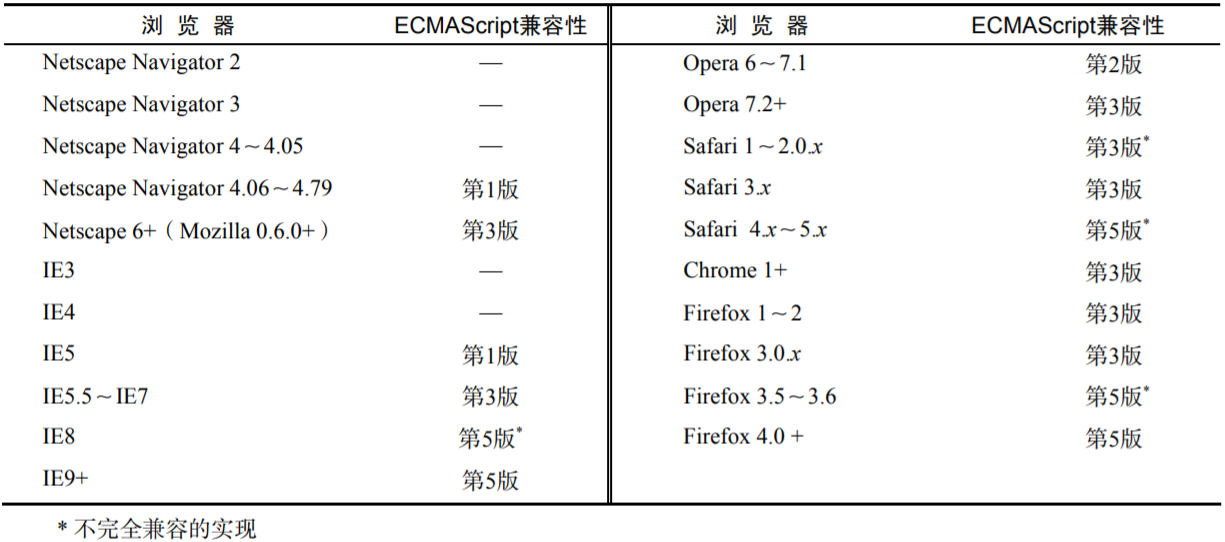 浏 览 器 ECMAScript兼容性 浏 览 器 ECMAScript兼容性
Netscape Navigator 2 — Opera 6～7.1 第2版
Netscape Navigator 3 — Opera 7.2+ 第3版
Netscape Navigator 4～4.05 — Safari 1～2.0.x 第3版*
Netscape Navigator 4.06～4.79 第1版 Safari 3.x 第3版
Netscape 6+（Mozilla 0.6.0+） 第3版 Safari 4.x～5.x 第5版*
IE3 — Chrome 1+ 第3版
IE4 — Firefox 1～2 第3版
IE5 第1版 Firefox 3.0.x 第3版
IE5.5～IE7 第3版 Firefox 3.5～3.6 第5版*
IE8 第5版* Firefox 4.0 + 第5版
IE9+ 第5版
* 不完全兼容的实现